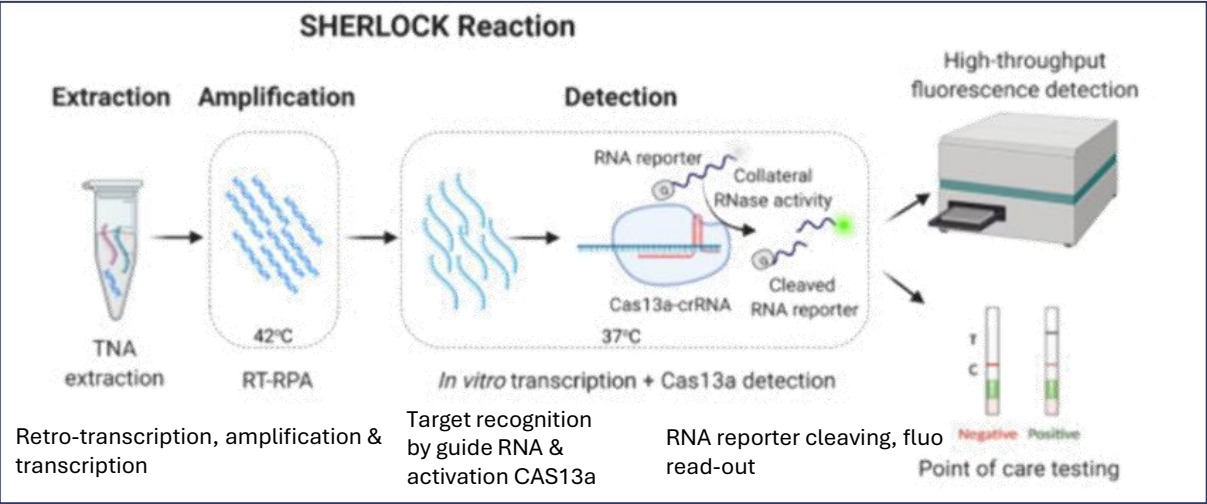 SHERLOCK Reaction
Extraction
Amplification
Detection
High-throughput
fluorescence detection
RNA reporter
Collateral
RNase activity
Q
Q
Cleaved
RNA reporter
Cas13a-crRNA
42°C
37°C
TNA
extraction
RT-RPA
In vitro transcription + Cas13a detection
T
C
Negative
Positive
Point of care testing
Retro-transcription, amplification &
transcription
Target recognition
by guide RNA &
activation CAS13a
RNA reporter cleaving, fluo
read-out